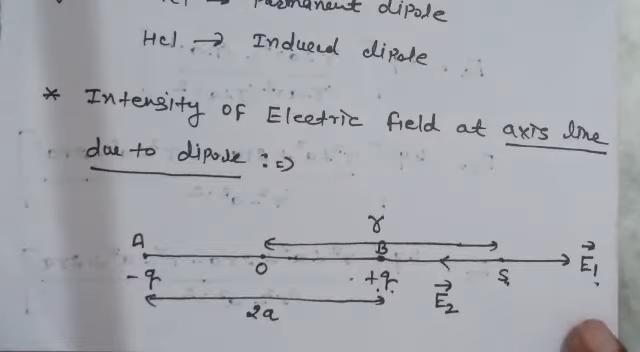 → Permanent dipole
Hcl → Induced dipole
* Intensity of Electric field at axis line
due to dipole :=>
r
A B E⃗1
-q O +q E⃗2 S
2a